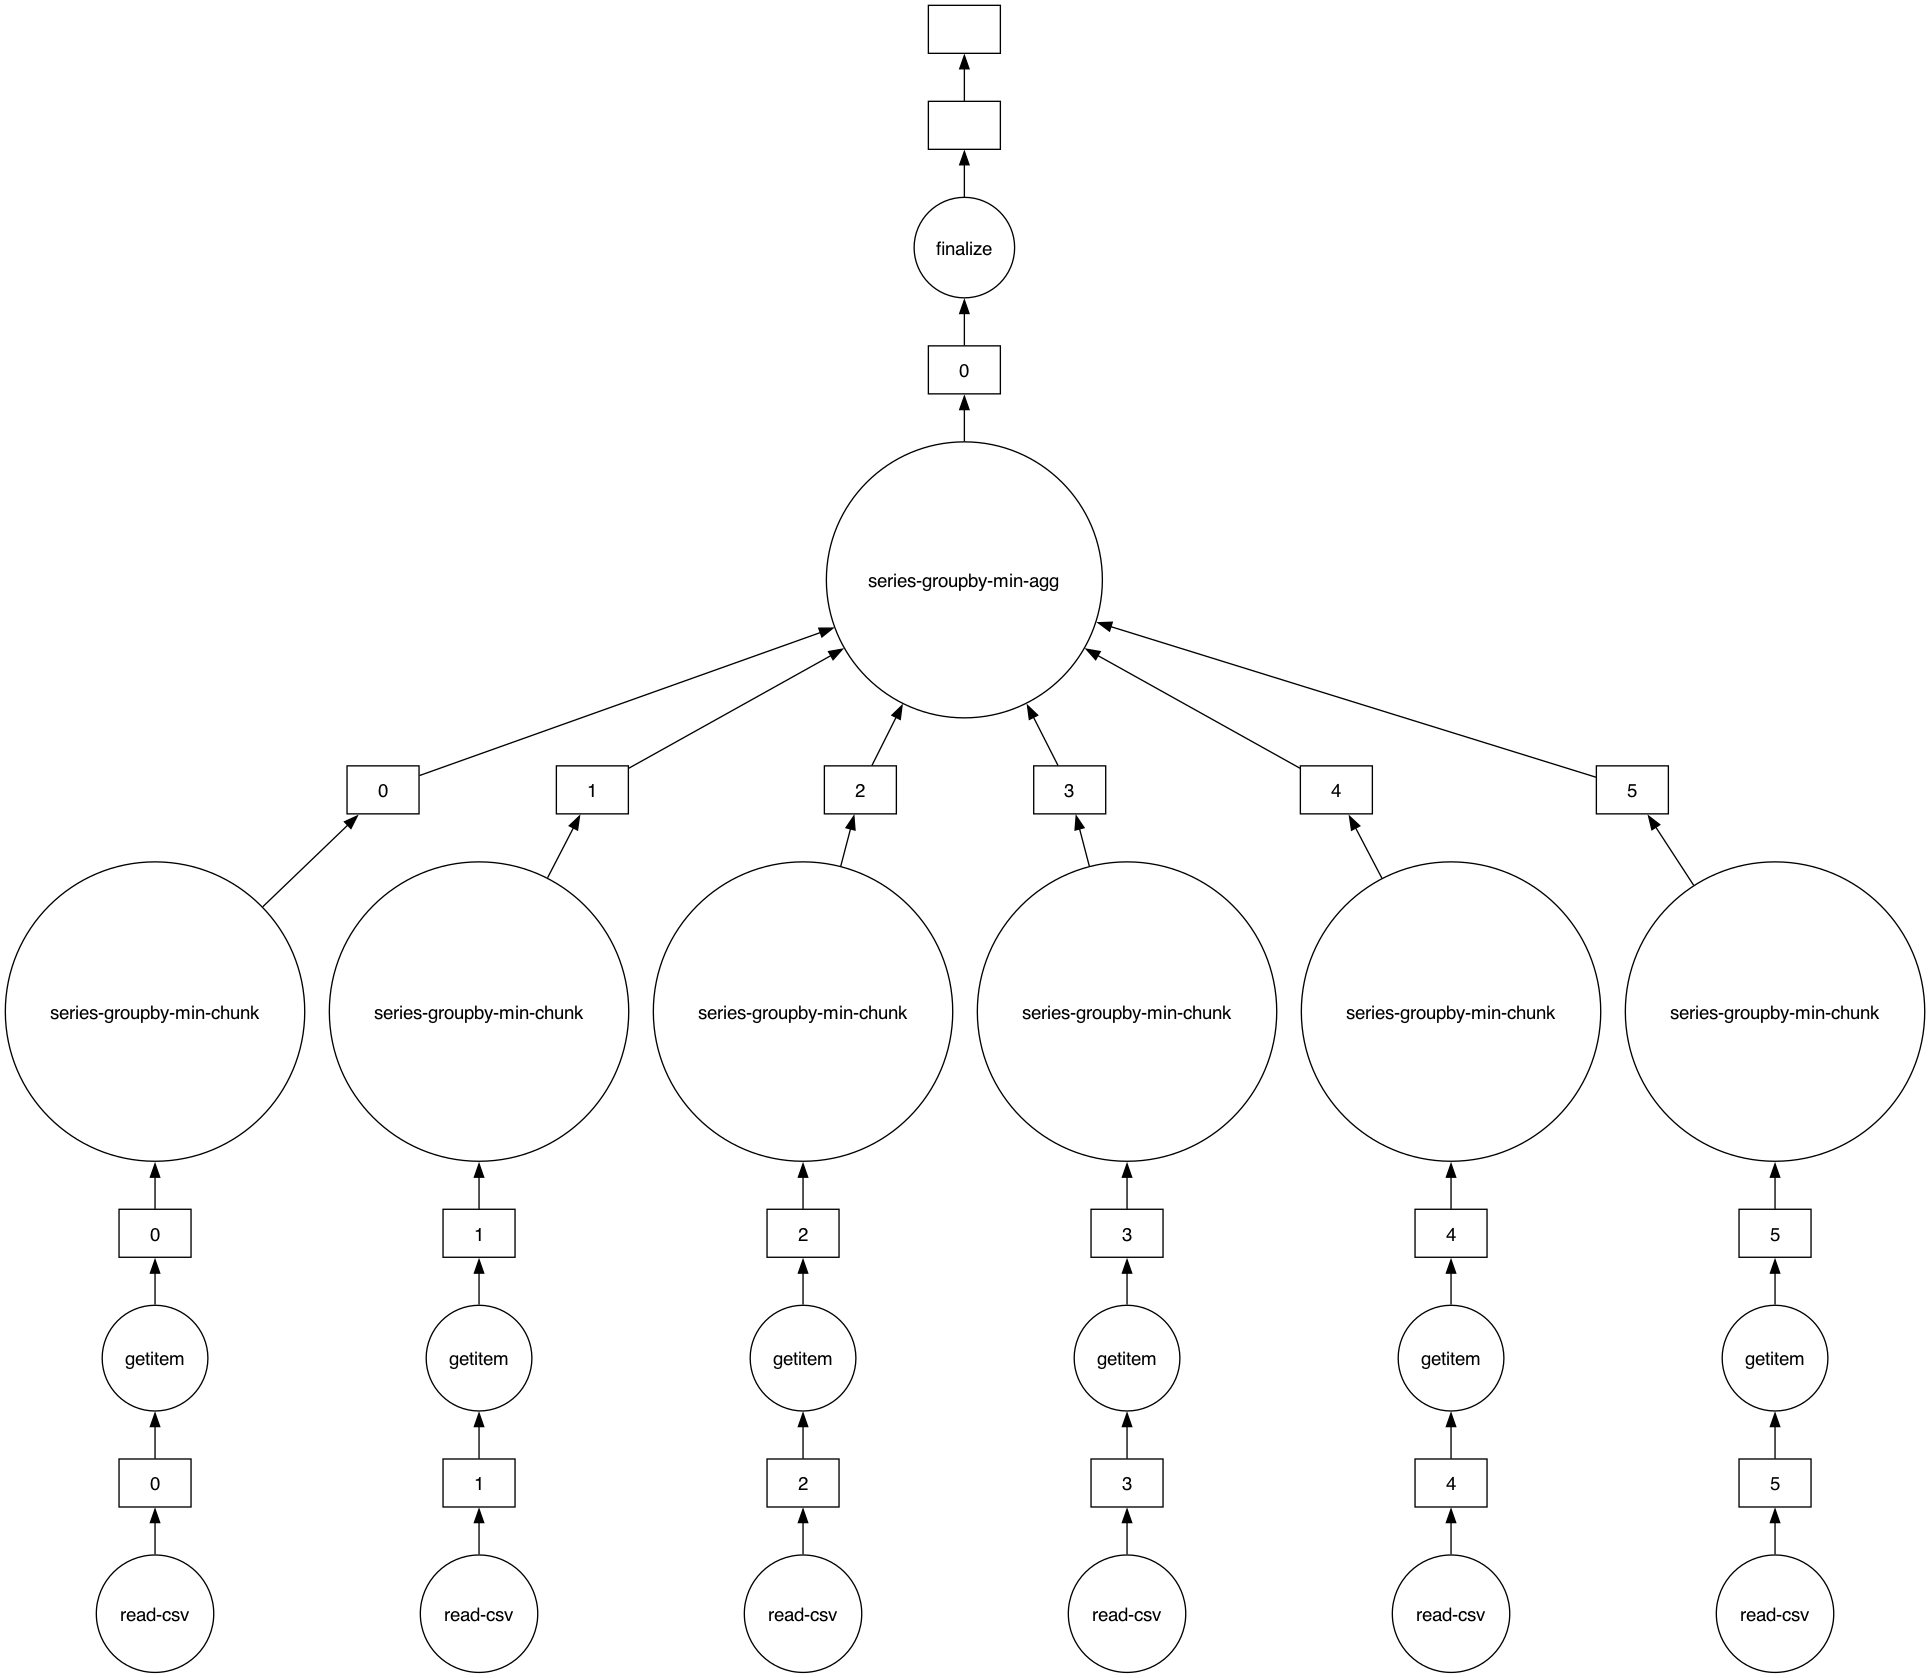 finalize
0
series-groupby-min-agg
0 1 2 3 4 5
series-groupby-min-chunk series-groupby-min-chunk series-groupby-min-chunk series-groupby-min-chunk series-groupby-min-chunk series-groupby-min-chunk
0 1 2 3 4 5
getitem getitem getitem getitem getitem getitem
0 1 2 3 4 5
read-csv read-csv read-csv read-csv read-csv read-csv